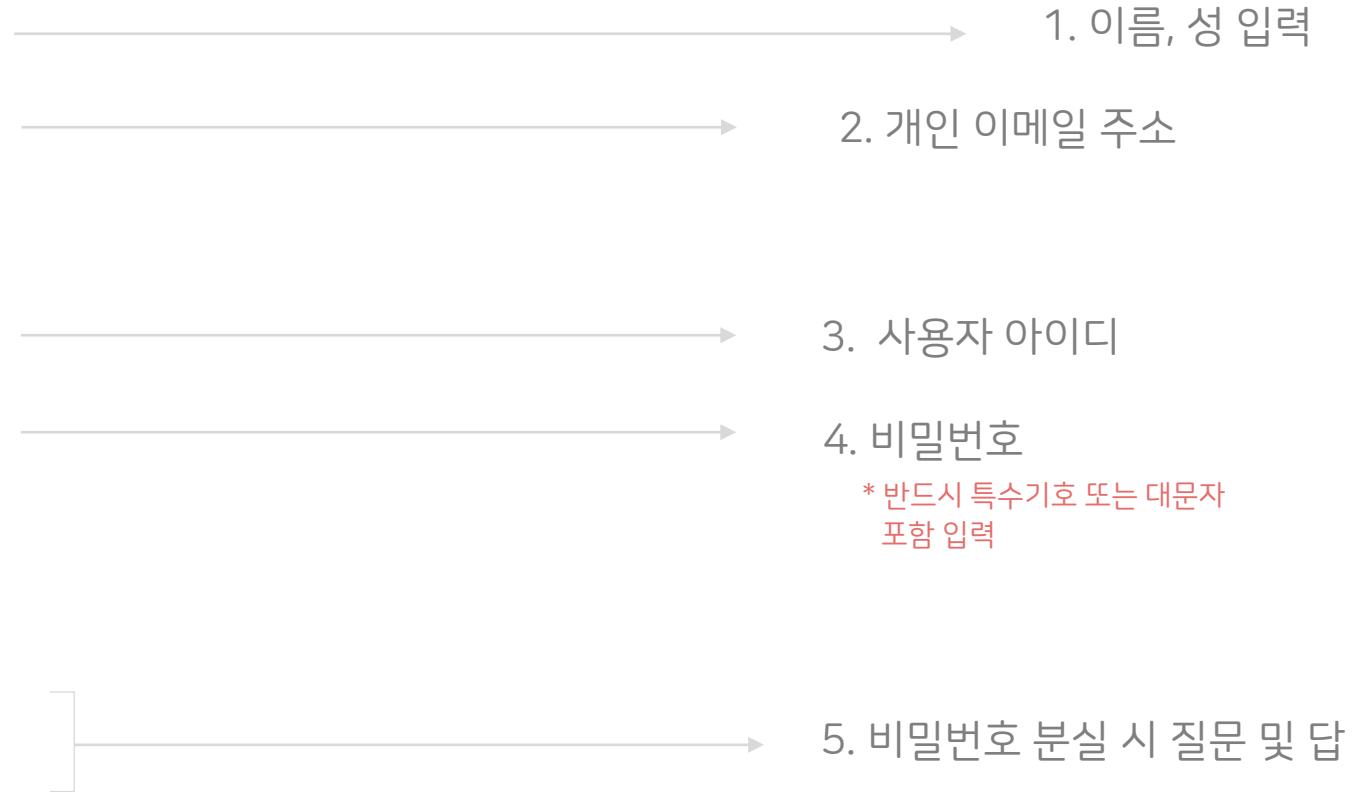 1. 이름, 성 입력
2. 개인 이메일 주소
3. 사용자 아이디
4. 비밀번호
* 반드시 특수기호 또는 대문자
포함 입력
5. 비밀번호 분실 시 질문 및 답